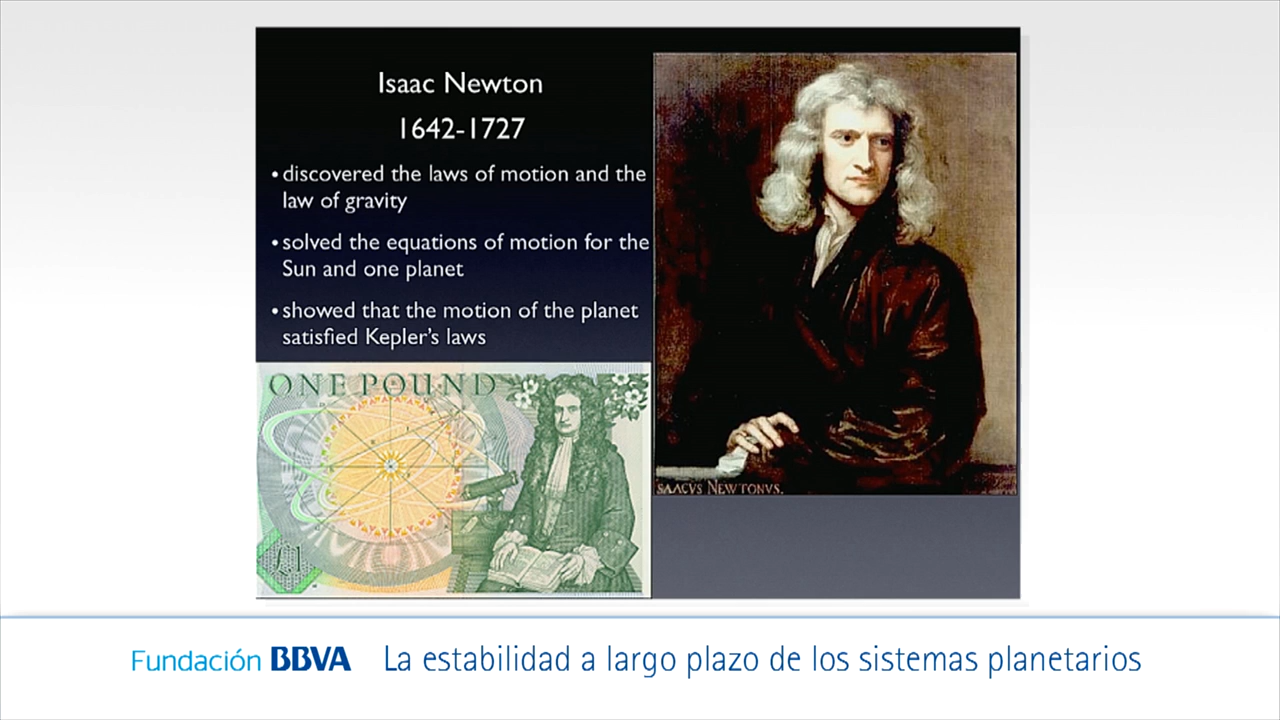 Isaac Newton
1642-1727
• discovered the laws of motion and the
law of gravity
• solved the equations of motion for the
Sun and one planet
• showed that the motion of the planet
satisfied Kepler's laws
ONE POUND
£1
SAACVS NEWTONVS.
Fundación BBVA La estabilidad a largo plazo de los sistemas planetarios